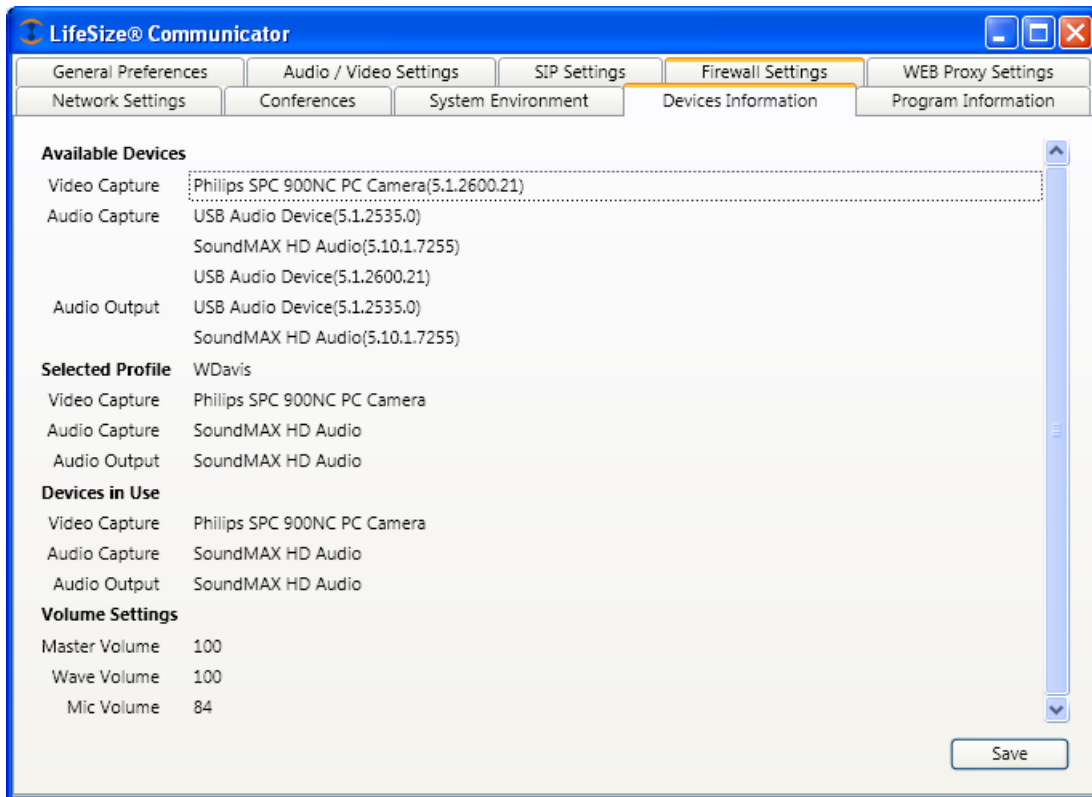 LifeSize® Communicator
General Preferences Audio / Video Settings SIP Settings Firewall Settings WEB Proxy Settings
Network Settings Conferences System Environment Devices Information Program Information
Available Devices
Video Capture Philips SPC 900NC PC Camera(5.1.2600.21)
Audio Capture USB Audio Device(5.1.2535.0)
SoundMAX HD Audio(5.10.1.7255)
USB Audio Device(5.1.2600.21)
Audio Output USB Audio Device(5.1.2535.0)
SoundMAX HD Audio(5.10.1.7255)
Selected Profile WDavis
Video Capture Philips SPC 900NC PC Camera
Audio Capture SoundMAX HD Audio
Audio Output SoundMAX HD Audio
Devices in Use
Video Capture Philips SPC 900NC PC Camera
Audio Capture SoundMAX HD Audio
Audio Output SoundMAX HD Audio
Volume Settings
Master Volume 100
Wave Volume 100
Mic Volume 84
Save